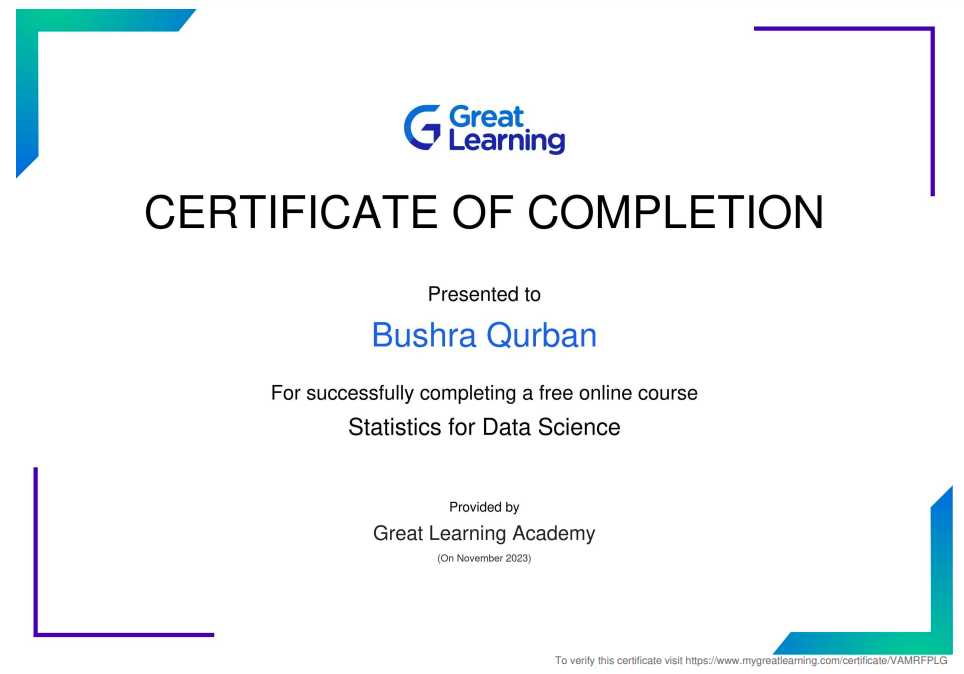 Great
Learning
CERTIFICATE OF COMPLETION
Presented to
Bushra Qurban
For successfully completing a free online course
Statistics for Data Science
Provided by
Great Learning Academy
(On November 2023)
To verify this certificate visit https://www.mygreatlearning.com/certificate/VAMRFPLG